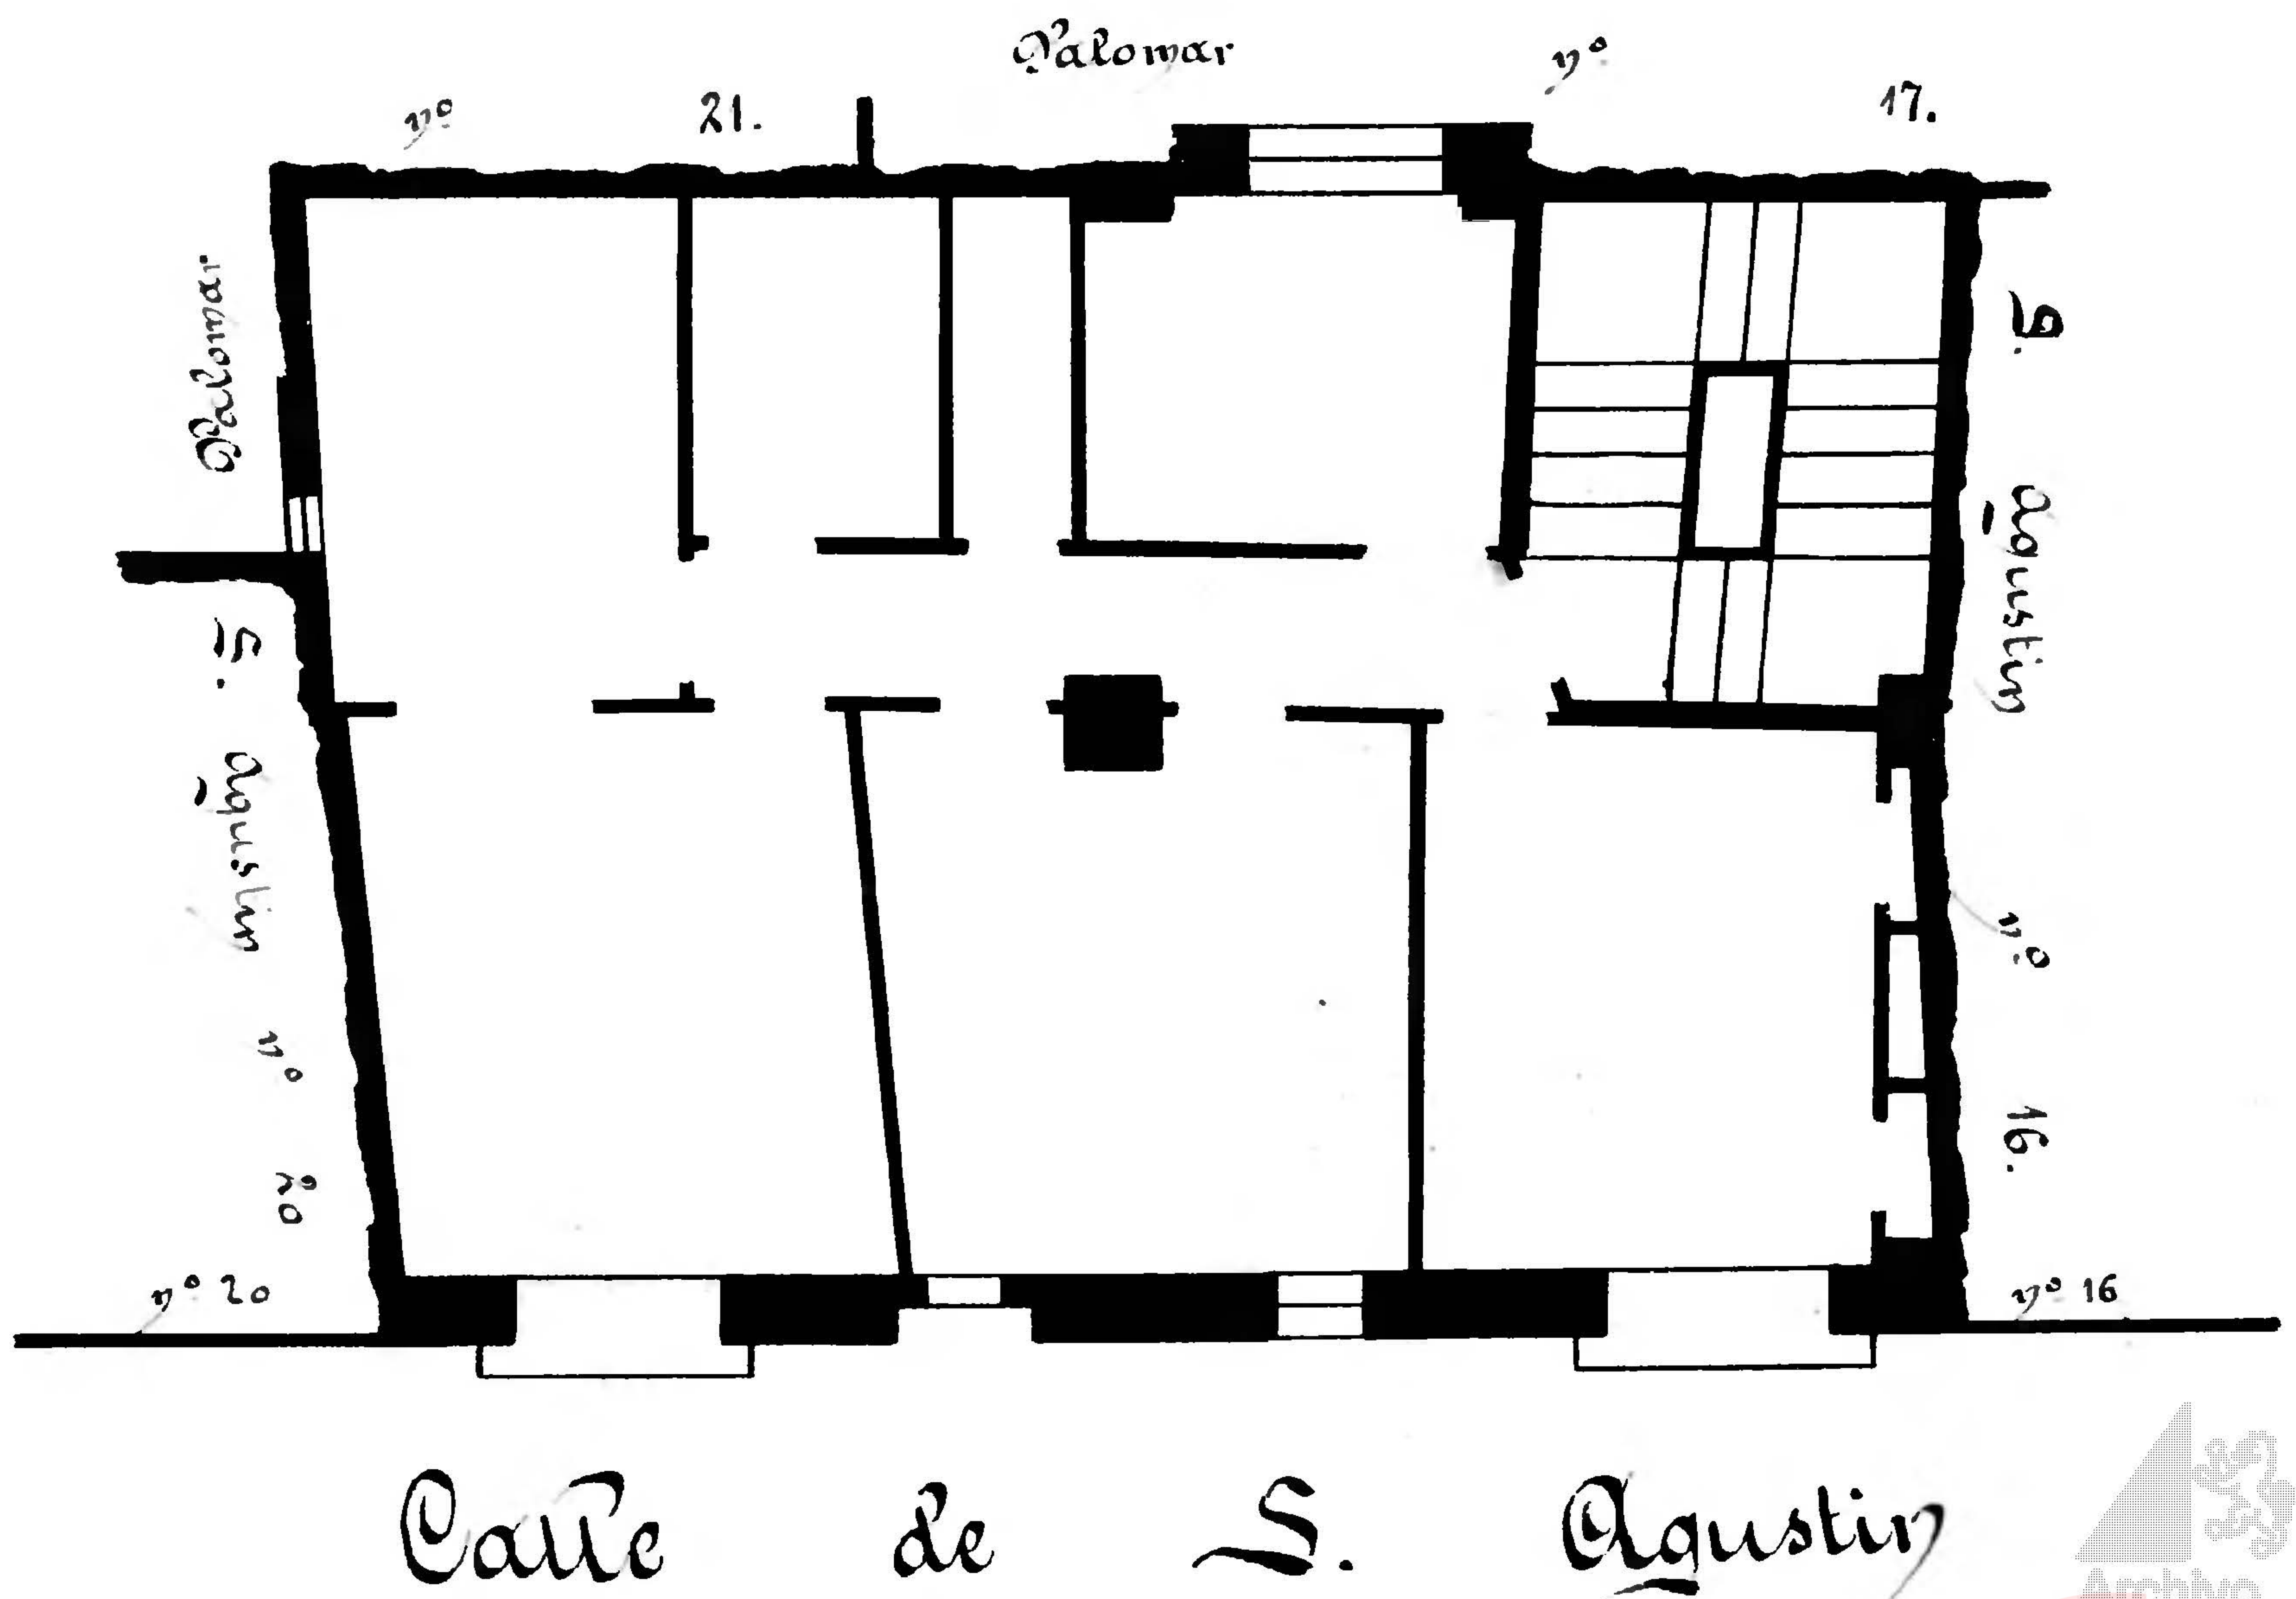 Palomar nº 17.
nº 21.
Palomar
S. Agustin nº 20
S. Agustin nº 16.
nº 20
nº 16
Calle de S. Agustin
Archivo